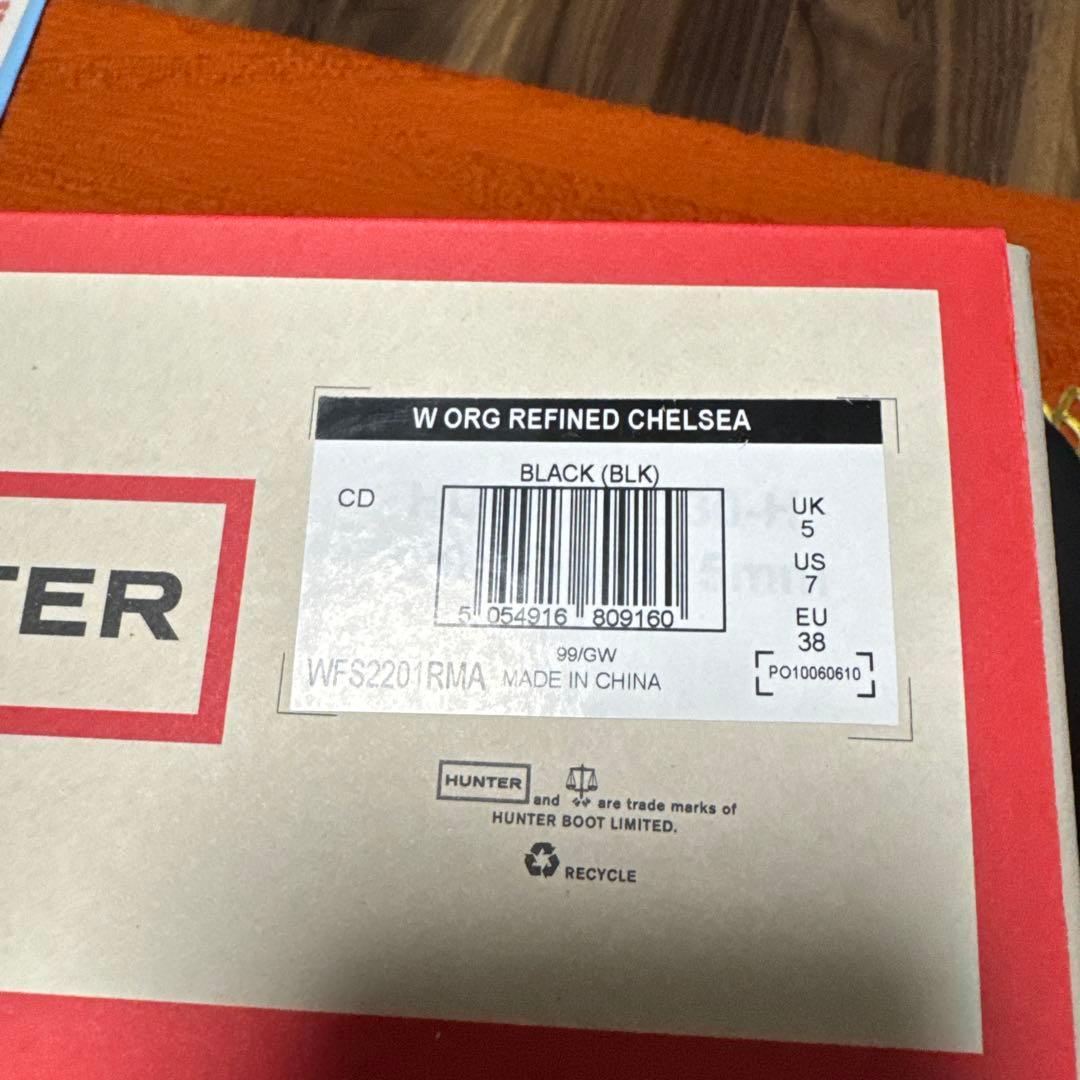 W ORG REFINED CHELSEA
BLACK (BLK)
CD
5 054916 809160
UK
5
US
7
EU
38
99/GW
WFS2201RMA MADE IN CHINA
PO10060610
TER
HUNTER and are trade marks of
HUNTER BOOT LIMITED.
RECYCLE